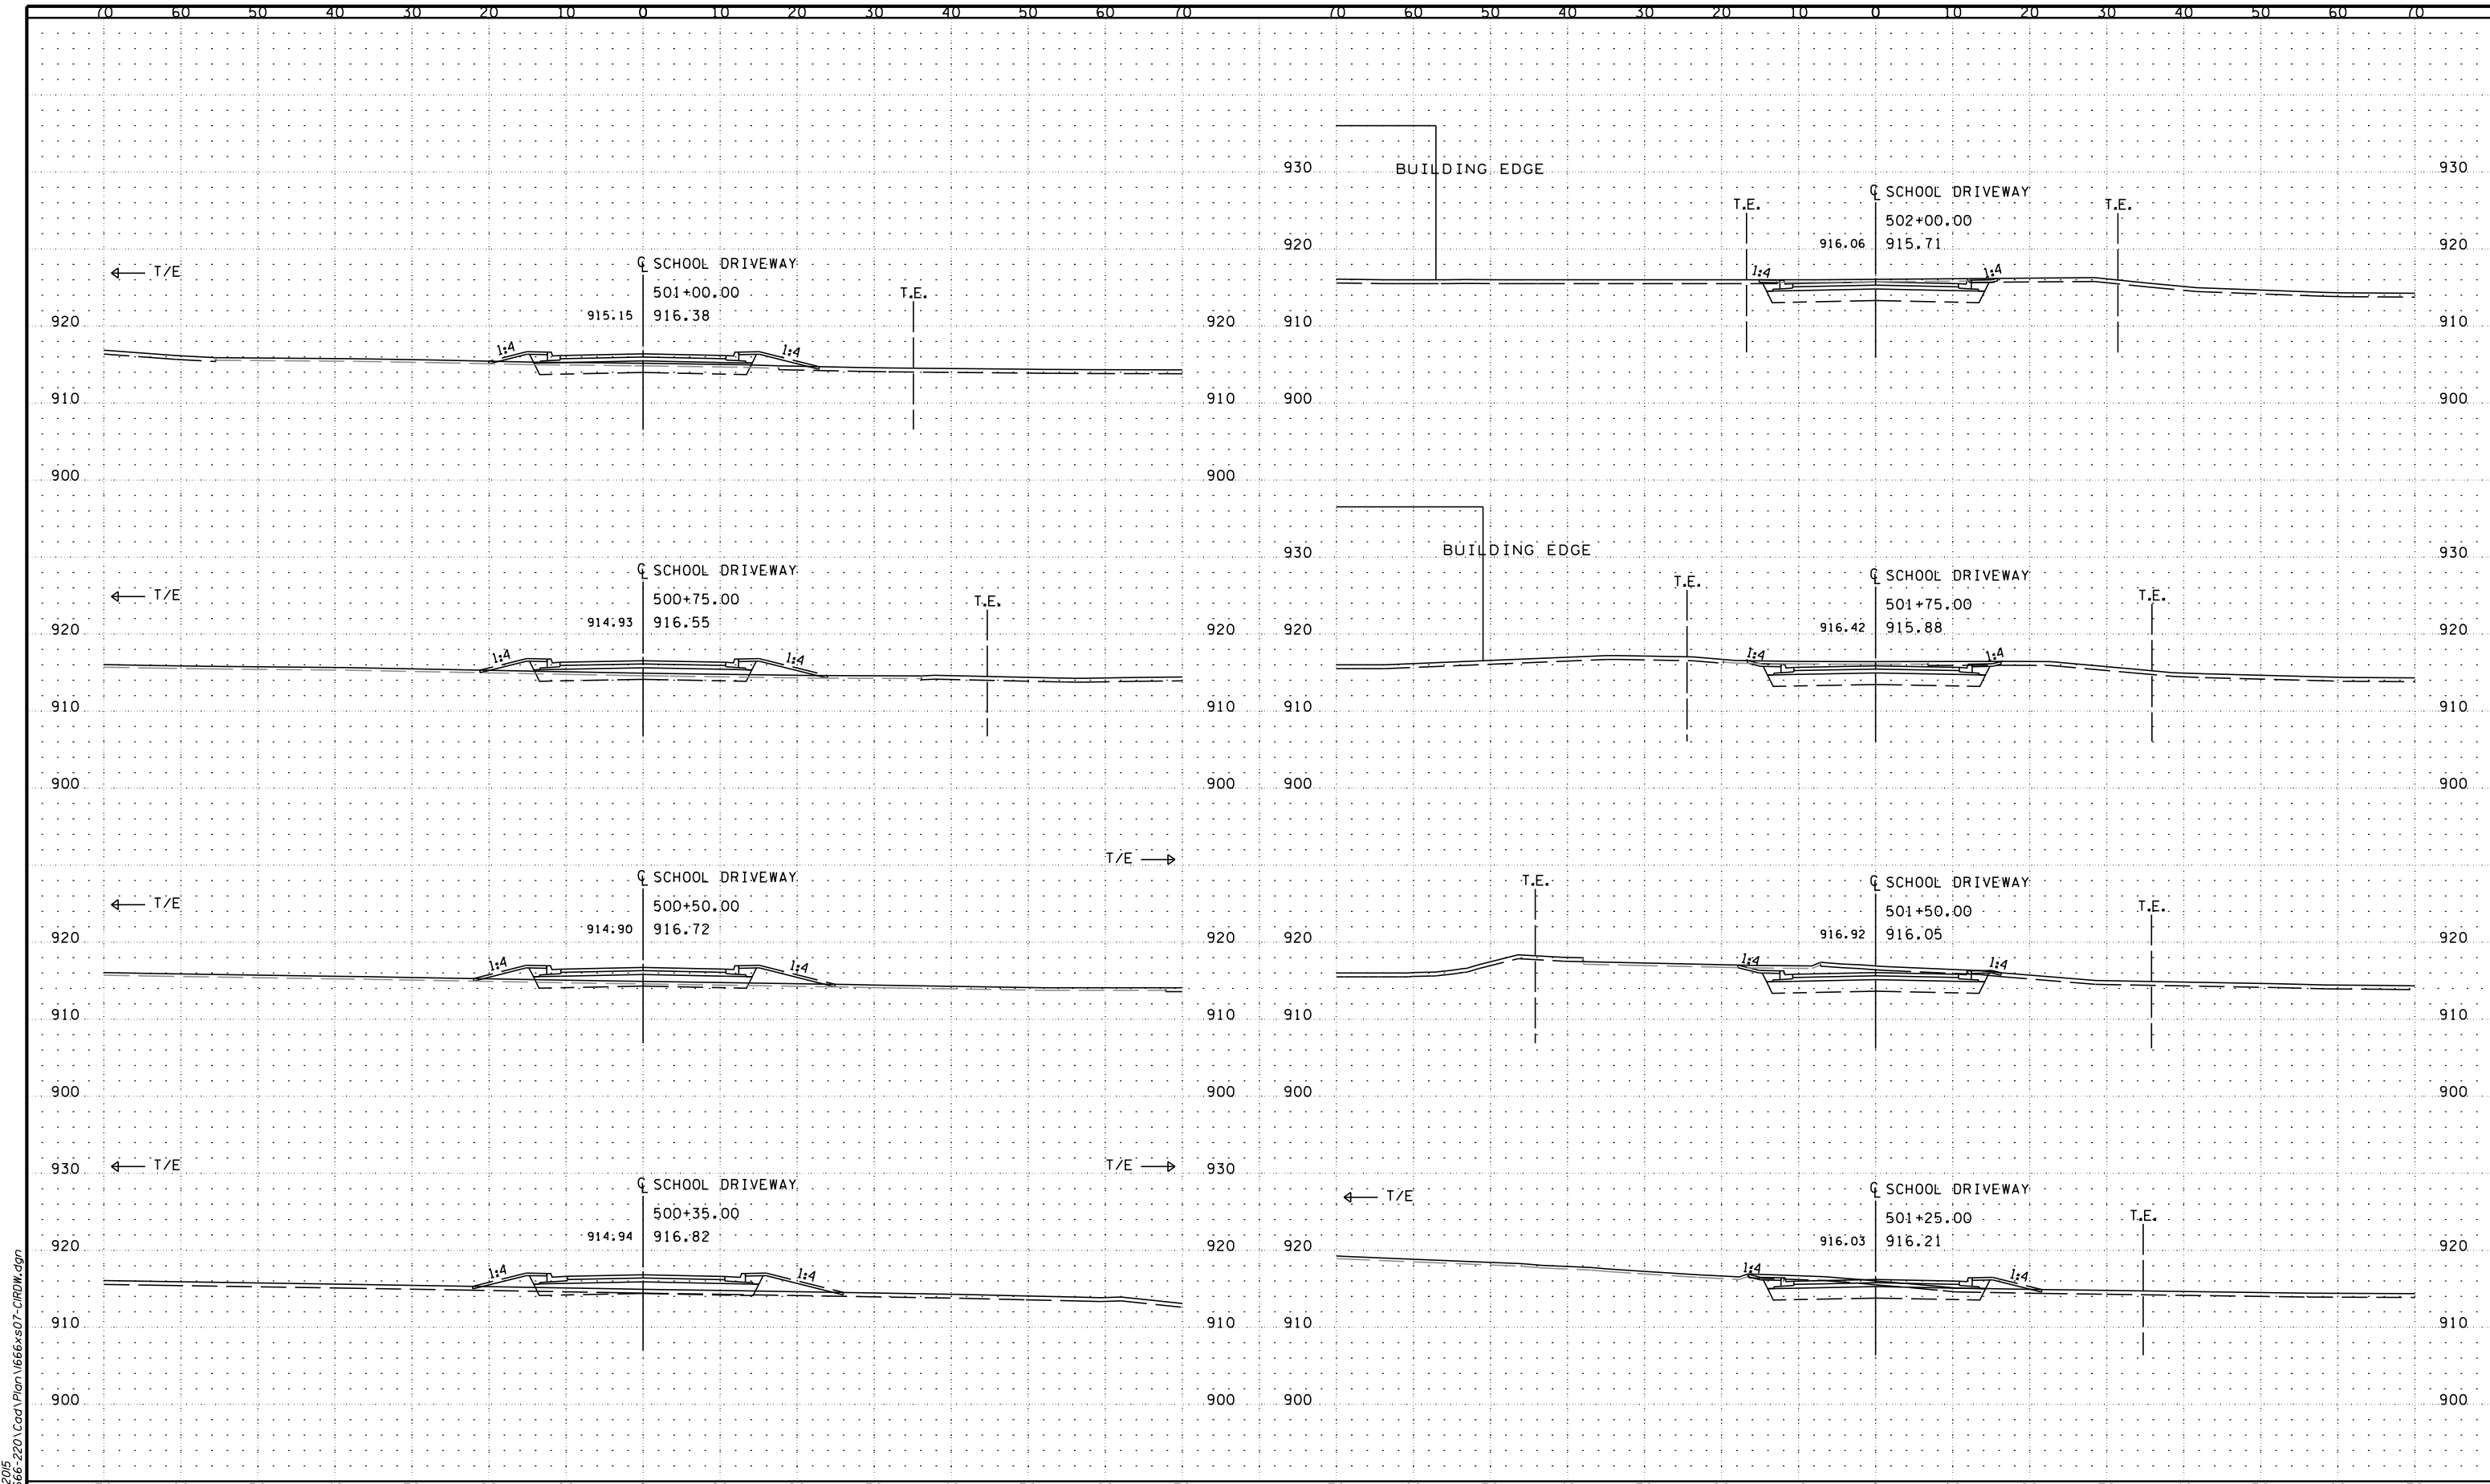 70 60 50 40 30 20 10 0 10 20 30 40 50 60 70 70 60 50 40 30 20 10 0 10 20 30 40 50 60 70
T/E
℄ SCHOOL DRIVEWAY
501+00.00
915.15 916.38
T.E.
1:4 1:4
920 920
910 910
900 900
T/E
℄ SCHOOL DRIVEWAY
500+75.00
914.93 916.55
T.E.
1:4 1:4
920 920
910 910
900 900
T/E
T/E
℄ SCHOOL DRIVEWAY
500+50.00
914.90 916.72
1:4 1:4
920 920
910 910
900 900
T/E T/E
930 930
℄ SCHOOL DRIVEWAY
500+35.00
914.94 916.82
1:4 1:4
920 920
910 910
900 900
930 930
BUILDING EDGE
℄ SCHOOL DRIVEWAY
T.E. T.E.
502+00.00
916.06 915.71
920 920
1:4 1:4
910 910
900 900
930 930
BUILDING EDGE
℄ SCHOOL DRIVEWAY
T.E. T.E.
501+75.00
916.42 915.88
920 920
1:4 1:4
910 910
900 900
T.E. ℄ SCHOOL DRIVEWAY
501+50.00 T.E.
916.92 916.05
920 920
1:4 1:4
910 910
900 900
T/E
℄ SCHOOL DRIVEWAY
501+25.00 T.E.
916.03 916.21
920 920
1:4 1:4
910 910
900 900
2015
666-220\Cad\Plan\1666xs07-CIRDW.dgn